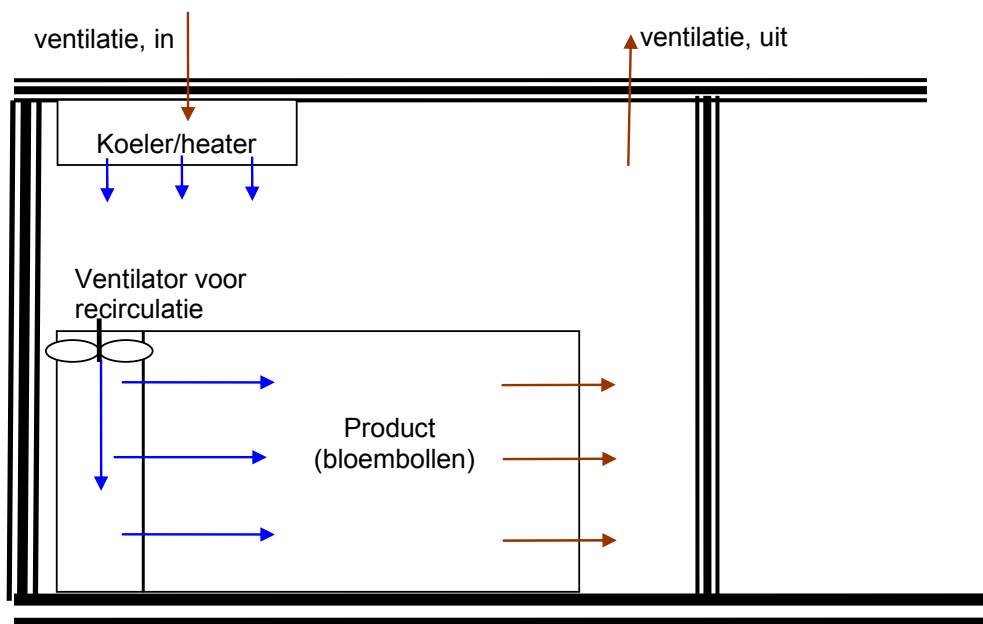 ventilatie, in
ventilatie, uit
Koeler/heater
Ventilator voor
recirculatie
Product
(bloembollen)